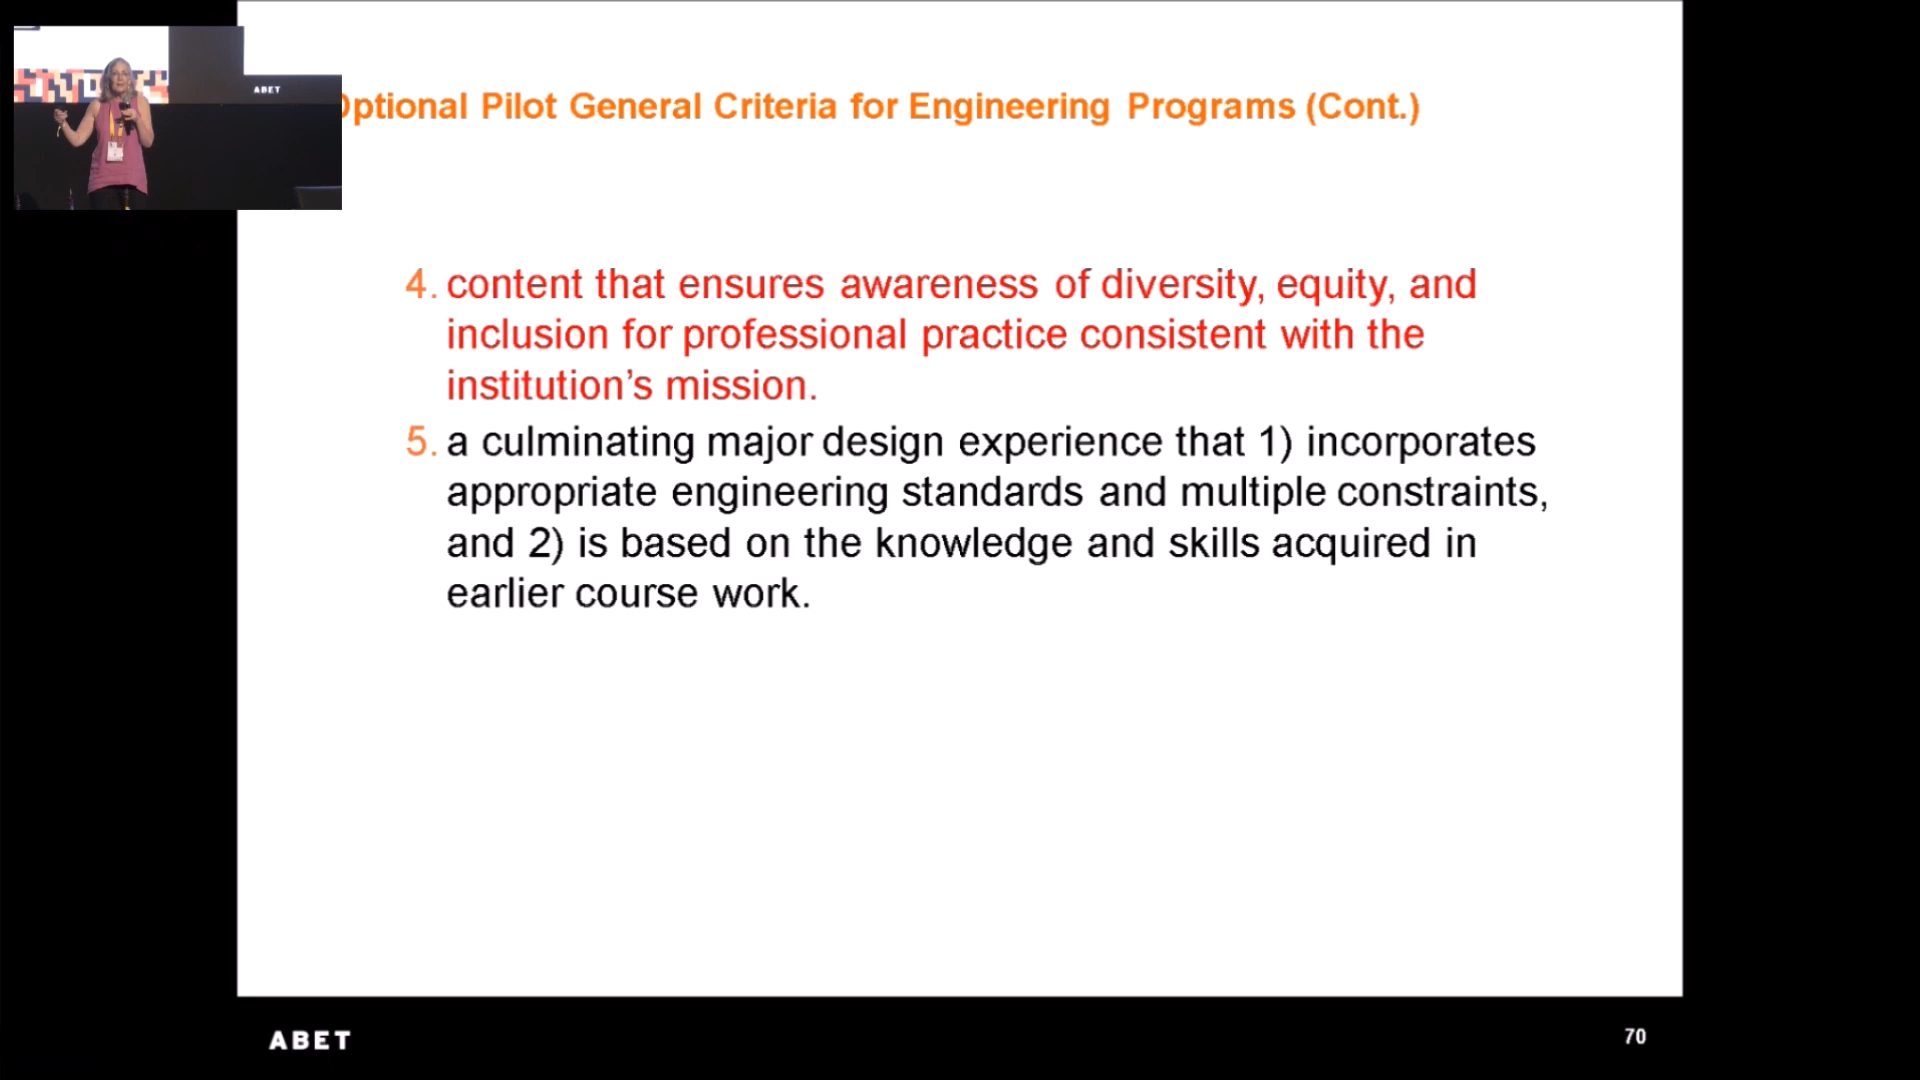 ABET
Optional Pilot General Criteria for Engineering Programs (Cont.)
4. content that ensures awareness of diversity, equity, and
inclusion for professional practice consistent with the
institution’s mission.
5. a culminating major design experience that 1) incorporates
appropriate engineering standards and multiple constraints,
and 2) is based on the knowledge and skills acquired in
earlier course work.
ABET
70